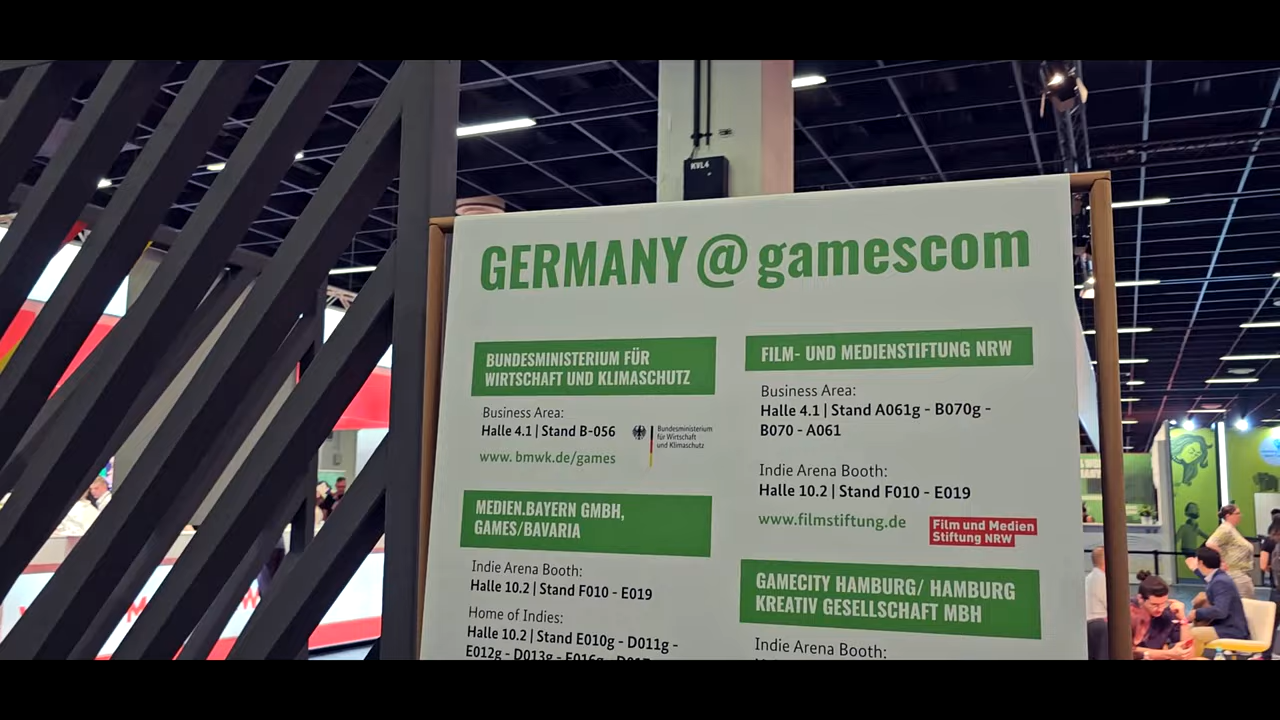 KVL4
GERMANY @ gamescom
BUNDESMINISTERIUM FÜR
WIRTSCHAFT UND KLIMASCHUTZ
Business Area:
Halle 4.1 | Stand B-056
www. bmwk.de/games
Bundesministerium
für Wirtschaft
und Klimaschutz
MEDIEN.BAYERN GMBH,
GAMES/BAVARIA
Indie Arena Booth:
Halle 10.2 | Stand F010 - E019
Home of Indies:
Halle 10.2 | Stand E010g - D011g -
E012g - D013g - E016g -
FILM- UND MEDIENSTIFTUNG NRW
Business Area:
Halle 4.1 | Stand A061g - B070g -
B070 - A061
Indie Arena Booth:
Halle 10.2 | Stand F010 - E019
www.filmstiftung.de
Film und Medien
Stiftung NRW
GAMECITY HAMBURG/ HAMBURG
KREATIV GESELLSCHAFT MBH
Indie Arena Booth: